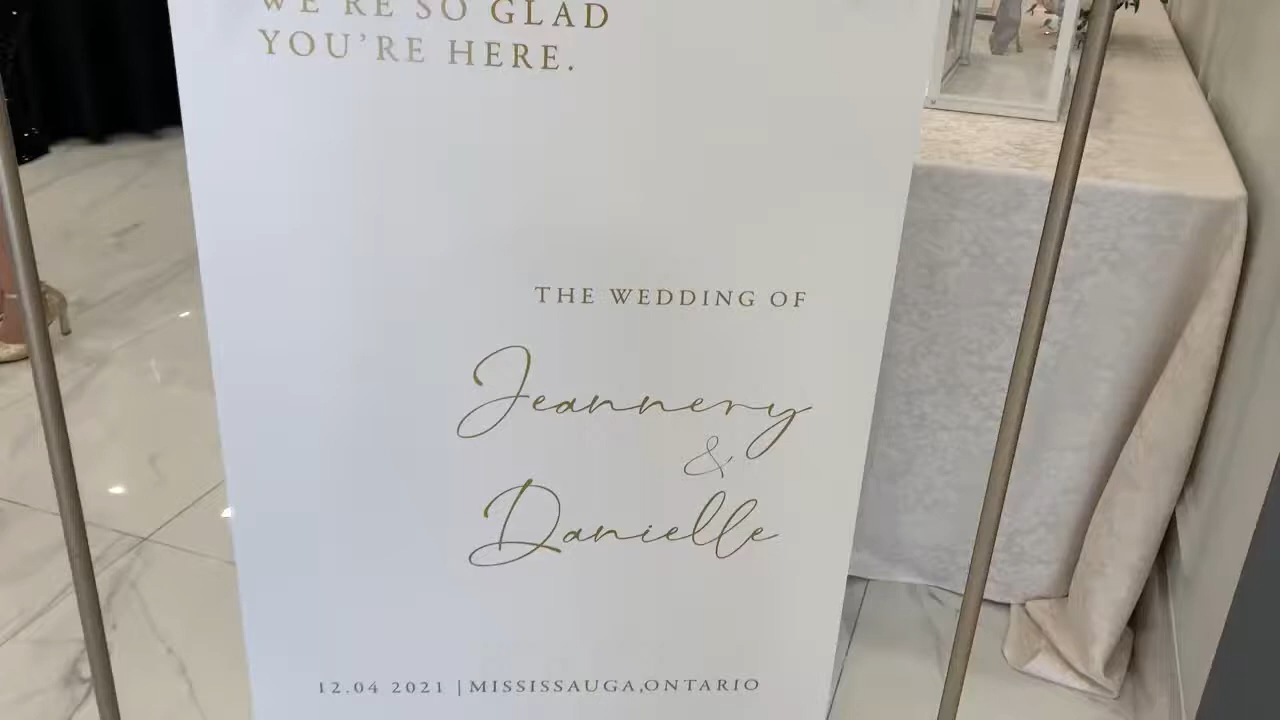 WE'RE SO GLAD
YOU'RE HERE.
THE WEDDING OF
Jeannery
&
Danielle
12.04 2021 | MISSISSAUGA,ONTARIO